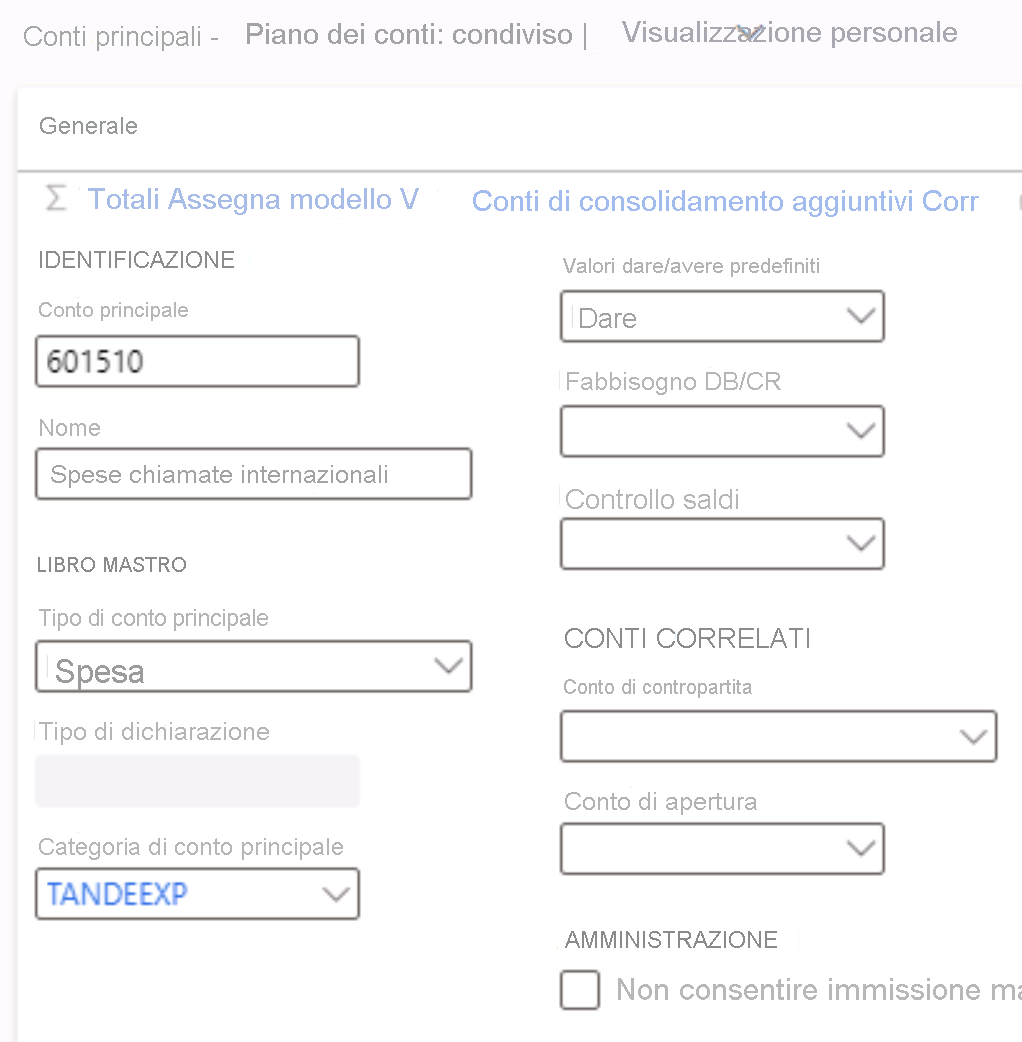 Conti principali - Piano dei conti: condiviso | Visualizzazione personale
Generale
Σ Totali Assegna modello V Conti di consolidamento aggiuntivi Corr
IDENTIFICAZIONE
Conto principale
601510
Nome
Spese chiamate internazionali
LIBRO MASTRO
Tipo di conto principale
Spesa
Tipo di dichiarazione
Categoria di conto principale
TANDEEXP
Valori dare/avere predefiniti
Dare
Fabbisogno DB/CR
Controllo saldi
CONTI CORRELATI
Conto di contropartita
Conto di apertura
AMMINISTRAZIONE
Non consentire immissione ma